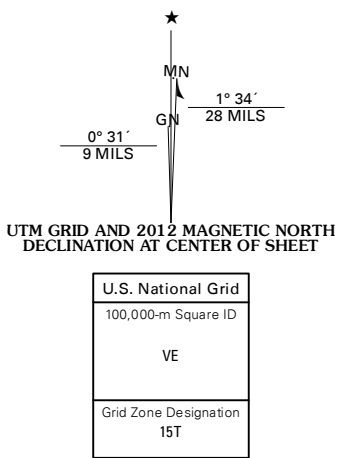 ★
MN
1° 34´
28 MILS
GN
0° 31´
9 MILS
UTM GRID AND 2012 MAGNETIC NORTH
DECLINATION AT CENTER OF SHEET
U.S. National Grid
100,000-m Square ID
VE
Grid Zone Designation
15T